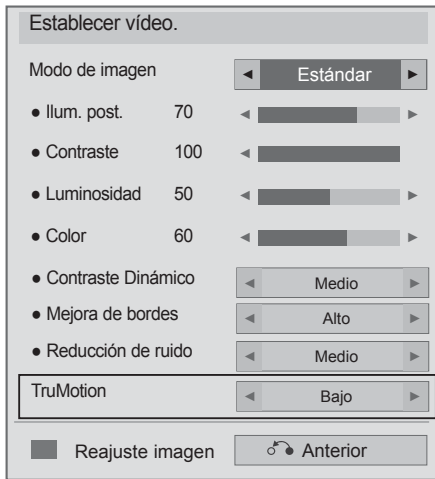 Establecer vídeo.
Modo de imagen ◄ Estándar ►
● Ilum. post. 70 ◄ ►
● Contraste 100 ◄
● Luminosidad 50 ◄ ►
● Color 60 ◄ ►
● Contraste Dinámico ◄ Medio ►
● Mejora de bordes ◄ Alto ►
● Reducción de ruido ◄ Medio ►
TruMotion ◄ Bajo ►
Reajuste imagen Anterior